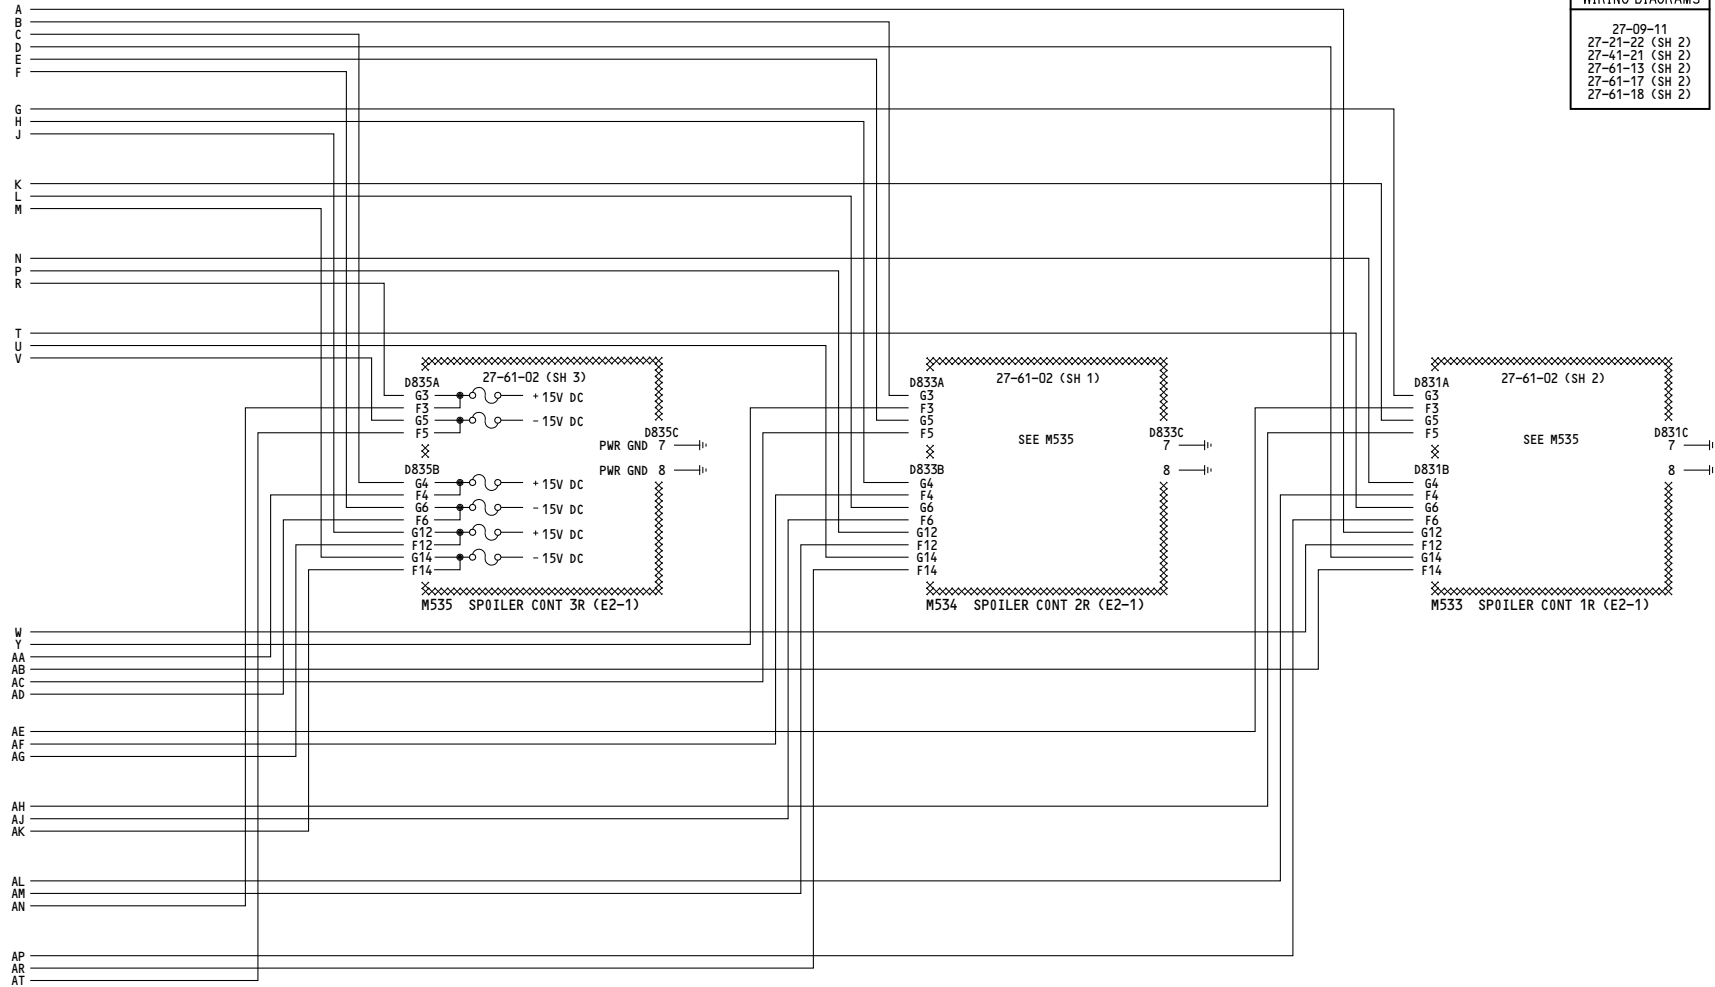 WIRING DIAGRAMS
27-09-11
27-21-22 (SH 2)
27-41-21 (SH 2)
27-61-13 (SH 2)
27-61-17 (SH 2)
27-61-18 (SH 2)
A
B
C
D
E
F
G
H
J
K
L
M
N
P
R
T
U
V
27-61-02 (SH 3)
D835A
G3
+15V DC
F3
G5
-15V DC
F5
D835C
PWR GND 7
PWR GND 8
D835B
G4
+15V DC
F4
G6
-15V DC
F6
G12
+15V DC
F12
G14
-15V DC
F14
M535 SPOILER CONT 3R (E2-1)
27-61-02 (SH 1)
D833A
G3
F3
G5
F5
SEE M535
D833C
7
8
D833B
G4
F4
G6
F6
G12
F12
G14
F14
M534 SPOILER CONT 2R (E2-1)
27-61-02 (SH 2)
D831A
G3
F3
G5
F5
SEE M535
D831C
7
8
D831B
G4
F4
G6
F6
G12
F12
G14
F14
M533 SPOILER CONT 1R (E2-1)
W
Y
AA
AB
AC
AD
AE
AF
AG
AH
AJ
AK
AL
AM
AN
AP
AR
AT